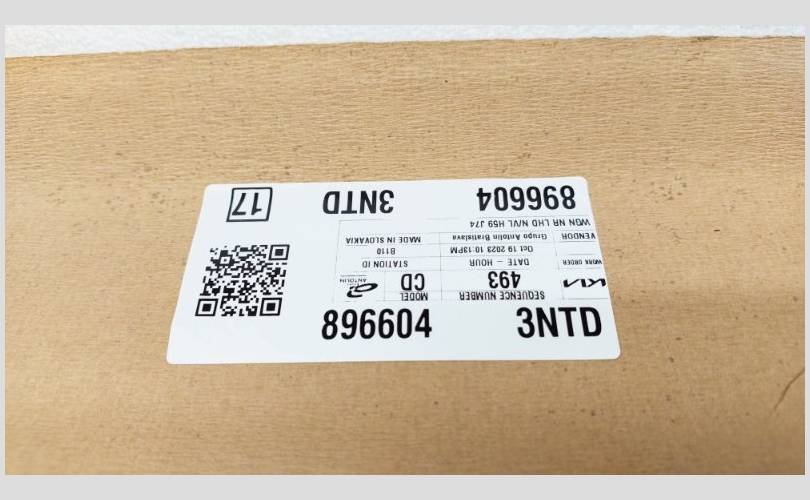 896604 3NTD
SEQUENCE NUMBER MODEL
KIA 493 CD ANTOLIN
WORK ORDER DATE - HOUR STATION ID
Oct 19 2023 10:13PM B110
VENDOR Grupo Antolin Bratislava MADE IN SLOVAKIA
WGN NR LHD N/VL H59 J74
896604 3NTD 17